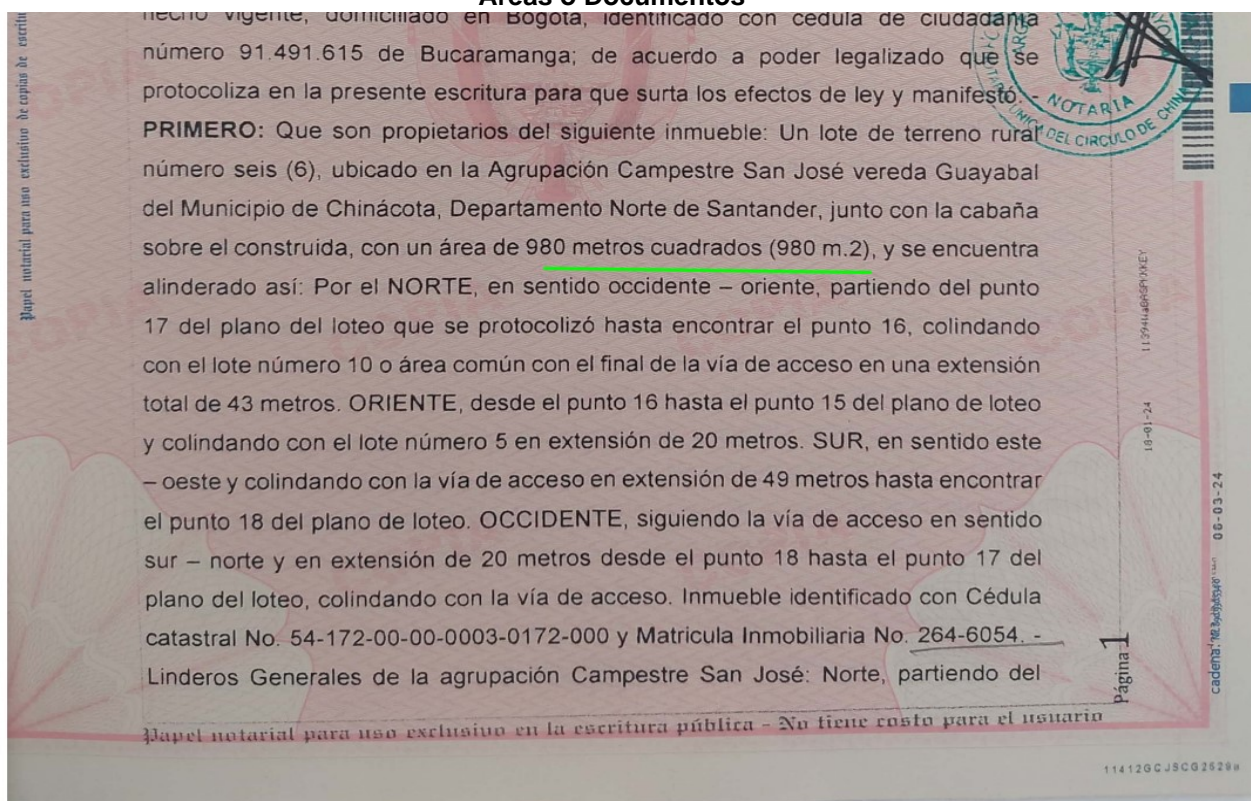 Áreas o Documentos
hecho vigente, domiciliado en Bogotá, identificado con cédula de ciudadanía
número 91.491.615 de Bucaramanga; de acuerdo a poder legalizado que se
protocoliza en la presente escritura para que surta los efectos de ley y manifestó. -
PRIMERO: Que son propietarios del siguiente inmueble: Un lote de terreno rural
número seis (6), ubicado en la Agrupación Campestre San José vereda Guayabal
del Municipio de Chinácota, Departamento Norte de Santander, junto con la cabaña
sobre el construida, con un área de 980 metros cuadrados (980 m.2), y se encuentra
alinderado así: Por el NORTE, en sentido occidente – oriente, partiendo del punto
17 del plano del loteo que se protocolizó hasta encontrar el punto 16, colindando
con el lote número 10 o área común con el final de la vía de acceso en una extensión
total de 43 metros. ORIENTE, desde el punto 16 hasta el punto 15 del plano de loteo
y colindando con el lote número 5 en extensión de 20 metros. SUR, en sentido este
– oeste y colindando con la vía de acceso en extensión de 49 metros hasta encontrar
el punto 18 del plano de loteo. OCCIDENTE, siguiendo la vía de acceso en sentido
sur – norte y en extensión de 20 metros desde el punto 18 hasta el punto 17 del
plano del loteo, colindando con la vía de acceso. Inmueble identificado con Cédula
catastral No. 54-172-00-00-0003-0172-000 y Matricula Inmobiliaria No. 264-6054. -
Linderos Generales de la agrupación Campestre San José: Norte, partiendo del
Papel notarial para uso exclusivo en la escritura pública - No tiene costo para el usuario
Papel notarial para uso exclusivo de copias de escritu
NOTARIA
DEL CIRCULO DE
18-01-24
Página 1
cadena
08-03-24